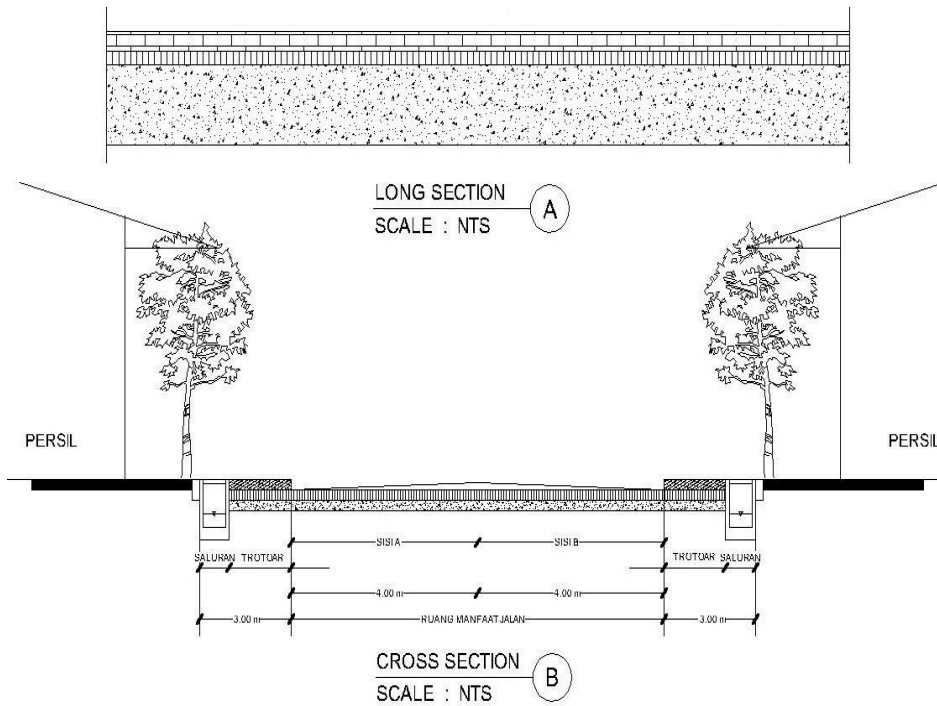 LONG SECTION
SCALE : NTS
A
PERSIL
PERSIL
SISI A
SISI B
SALURAN
TROTOAR
TROTOAR
SALURAN
4.00 m
4.00 m
3.00 m
RUANG MANFAAT JALAN
3.00 m
CROSS SECTION
SCALE : NTS
B